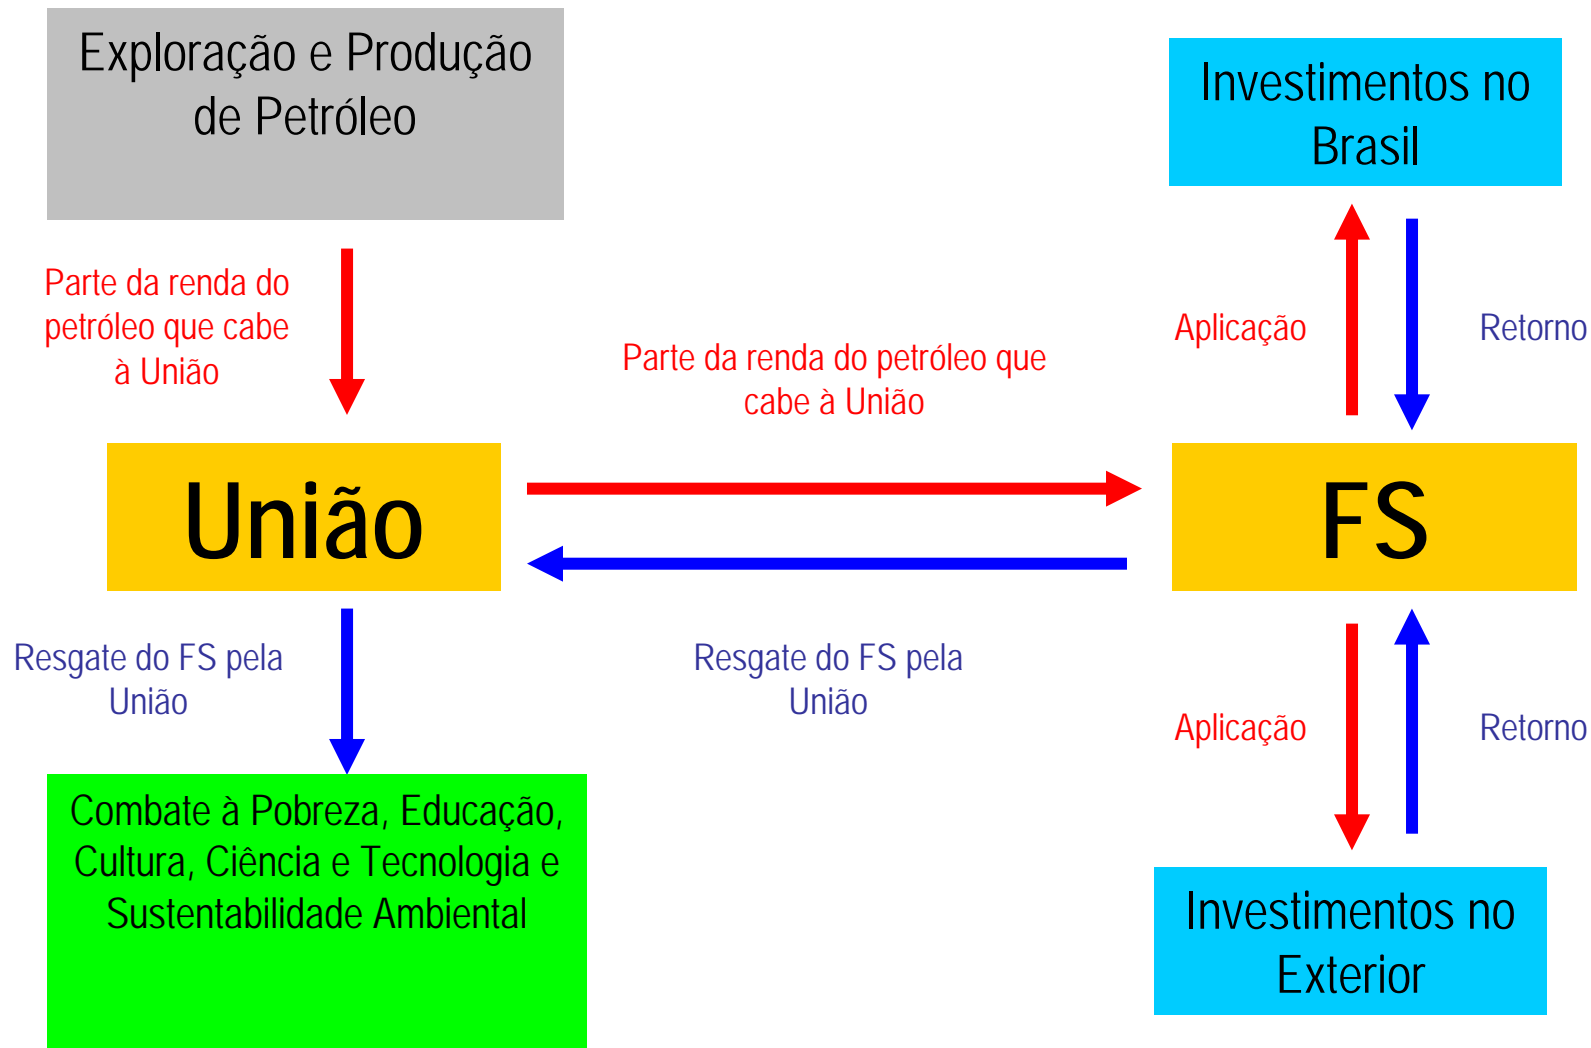 Exploração e Produção
de Petróleo
Investimentos no
Brasil
Parte da renda do
petróleo que cabe
à União
Parte da renda do petróleo que
cabe à União
Aplicação
Retorno
União
FS
Resgate do FS pela
União
Resgate do FS pela
União
Aplicação
Retorno
Combate à Pobreza, Educação,
Cultura, Ciência e Tecnologia e
Sustentabilidade Ambiental
Investimentos no
Exterior